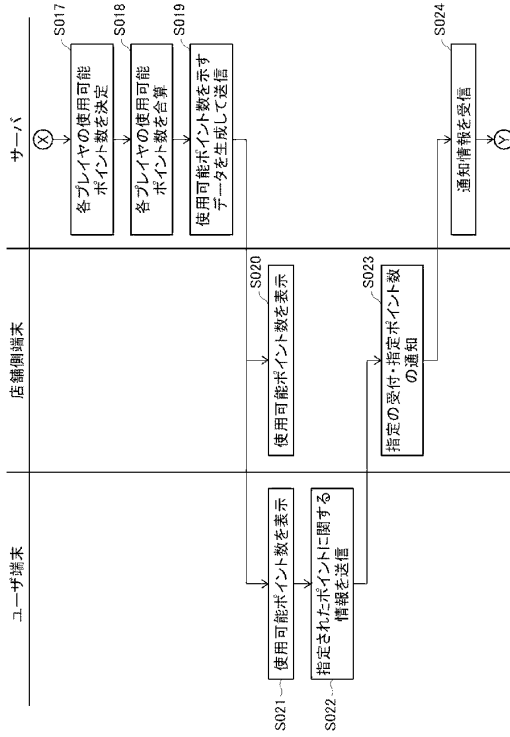 ユーザ端末
店舗側端末
サーバ
X
S017
各プレイヤの使用可能
ポイント数を決定
S018
各プレイヤの使用可能
ポイント数を合算
S019
使用可能ポイント数を示す
データを生成して送信
S020
使用可能ポイント数を表示
S021
使用可能ポイント数を表示
S022
指定されたポイントに関する
情報を送信
S023
指定の受付・指定ポイント数
の通知
S024
通知情報を受信
Y